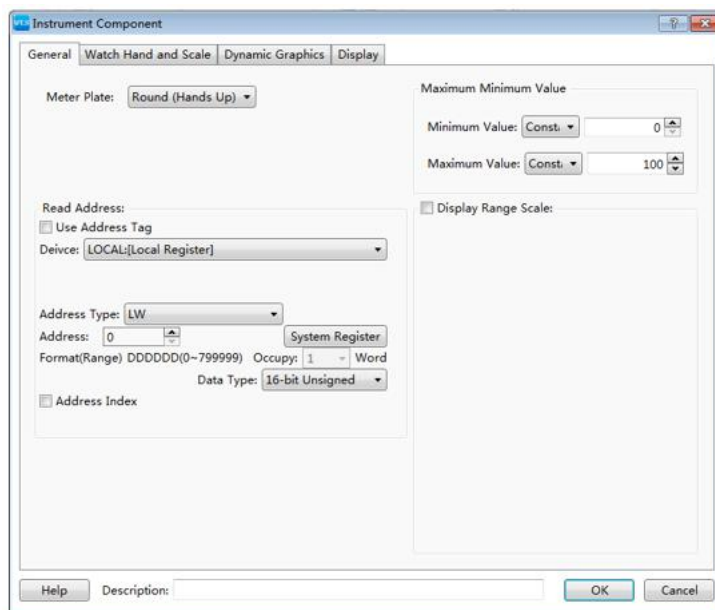 Instrument Component
General Watch Hand and Scale Dynamic Graphics Display
Meter Plate: Round (Hands Up)
Maximum Minimum Value
Minimum Value: Const. 0
Maximum Value: Const. 100
Read Address:
Use Address Tag
Deivce: LOCAL:[Local Register]
Address Type: LW
Address: 0 System Register
Format(Range) DDDDDD(0~799999) Occupy: 1 Word
Data Type: 16-bit Unsigned
Address Index
Display Range Scale:
Help Description: OK Cancel